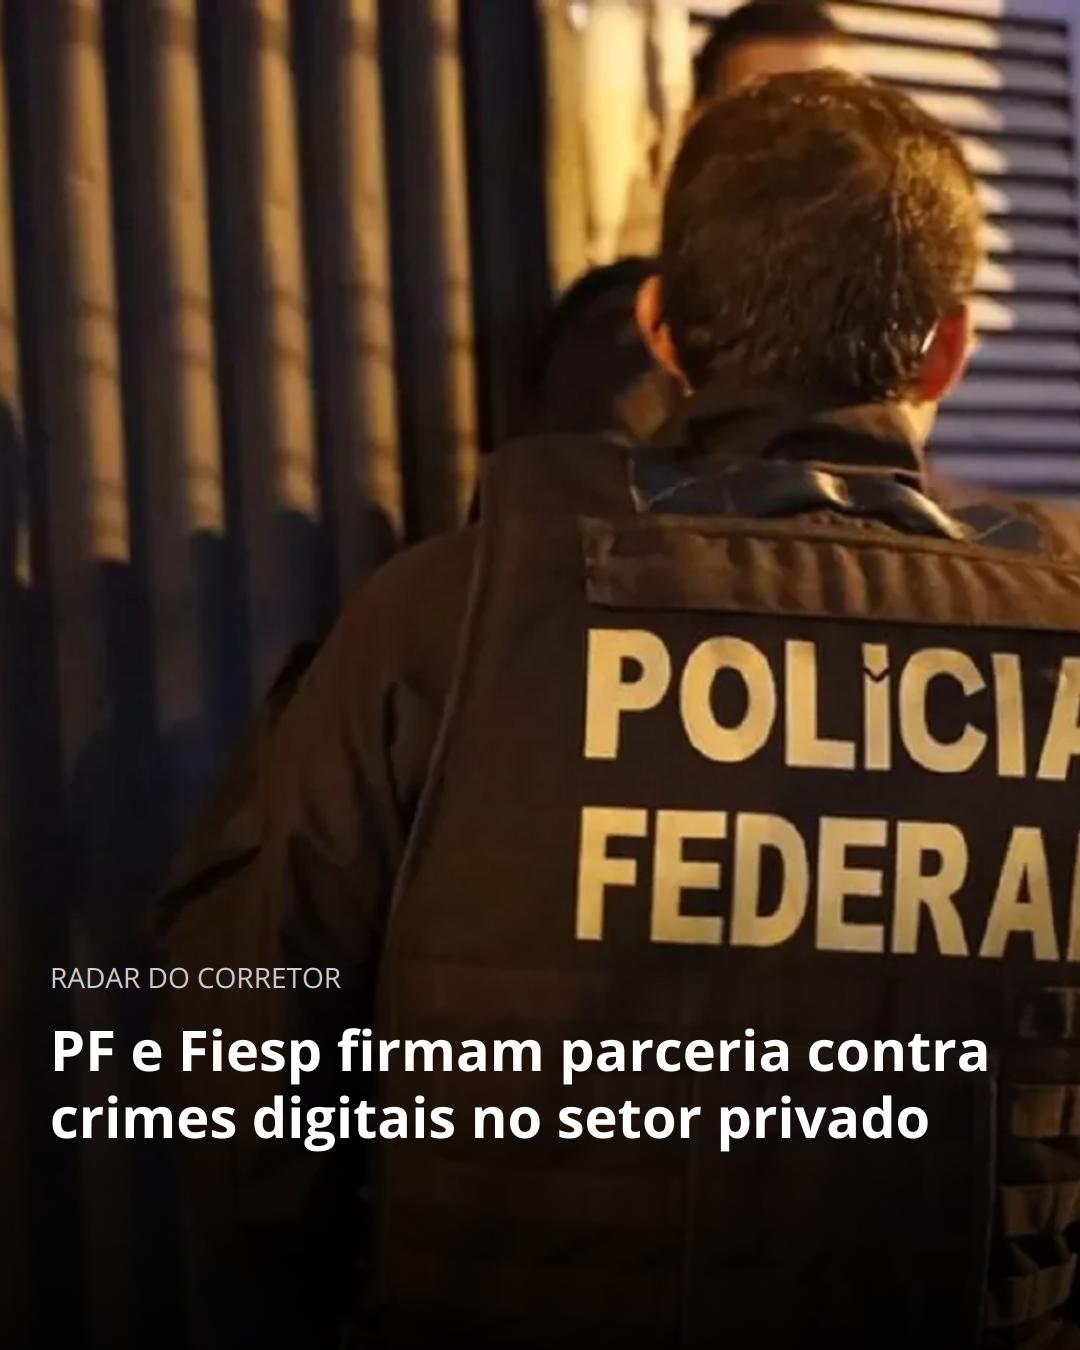 POLÍCIA
FEDERAL
RADAR DO CORRETOR
PF e Fiesp firmam parceria contra
crimes digitais no setor privado